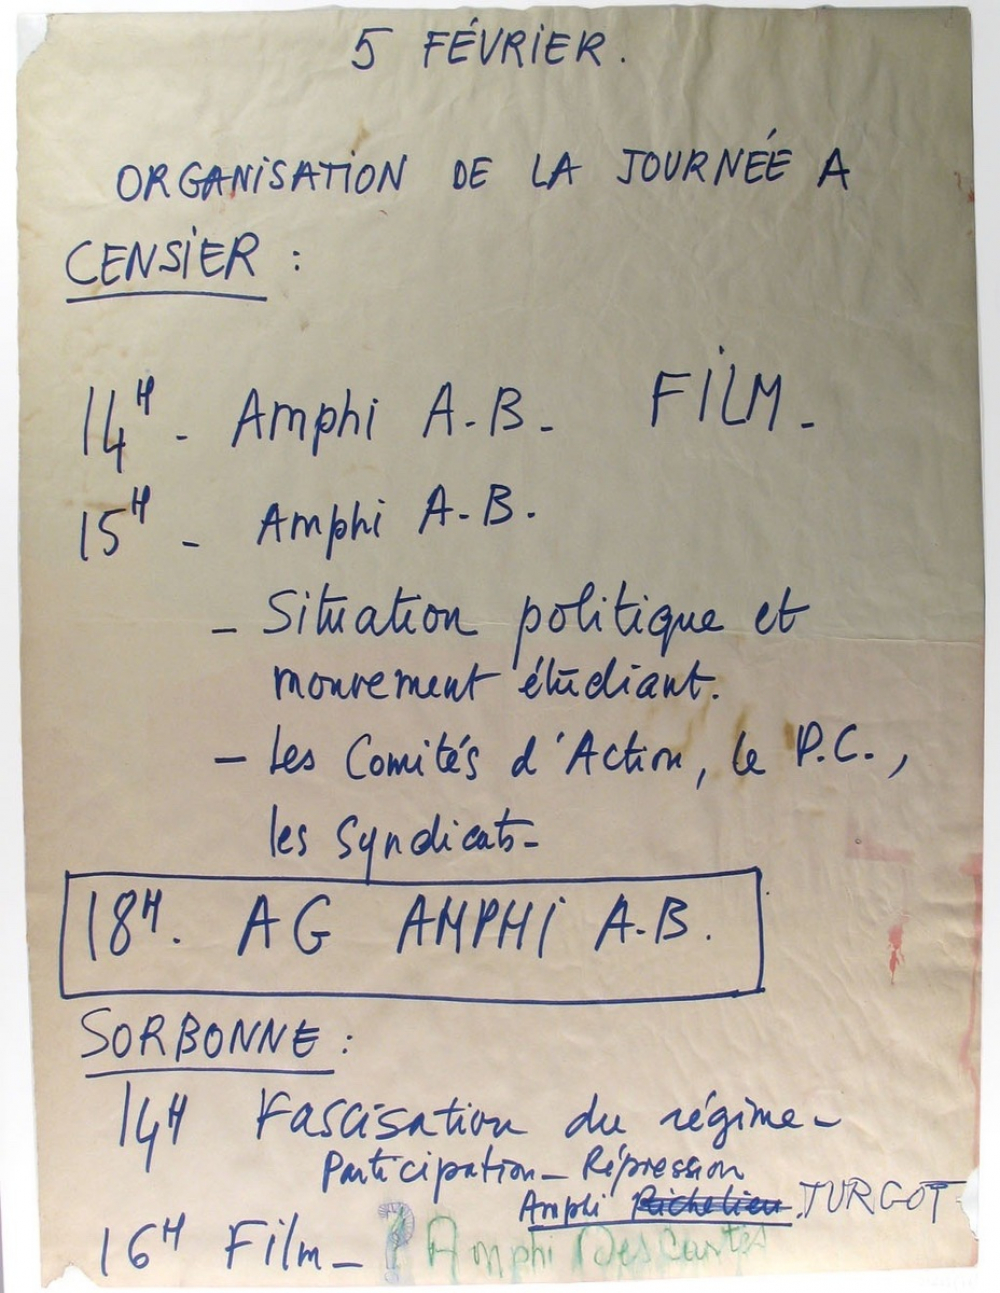 5 FÉVRIER.
ORGANISATION DE LA JOURNÉE A
CENSIER :
14H - Amphi A.B. FILM -
15H - Amphi A.B.
- Situation politique et
mouvement étudiant.
- Les Comités d'Action, le P.C.,
les Syndicats -
18H. AG AMPHI A.B.
SORBONNE :
14H Fascisation du régime -
Participation - Répression
Amphi Richelieu. TURGOT
16H Film - ? Amphi Descartes